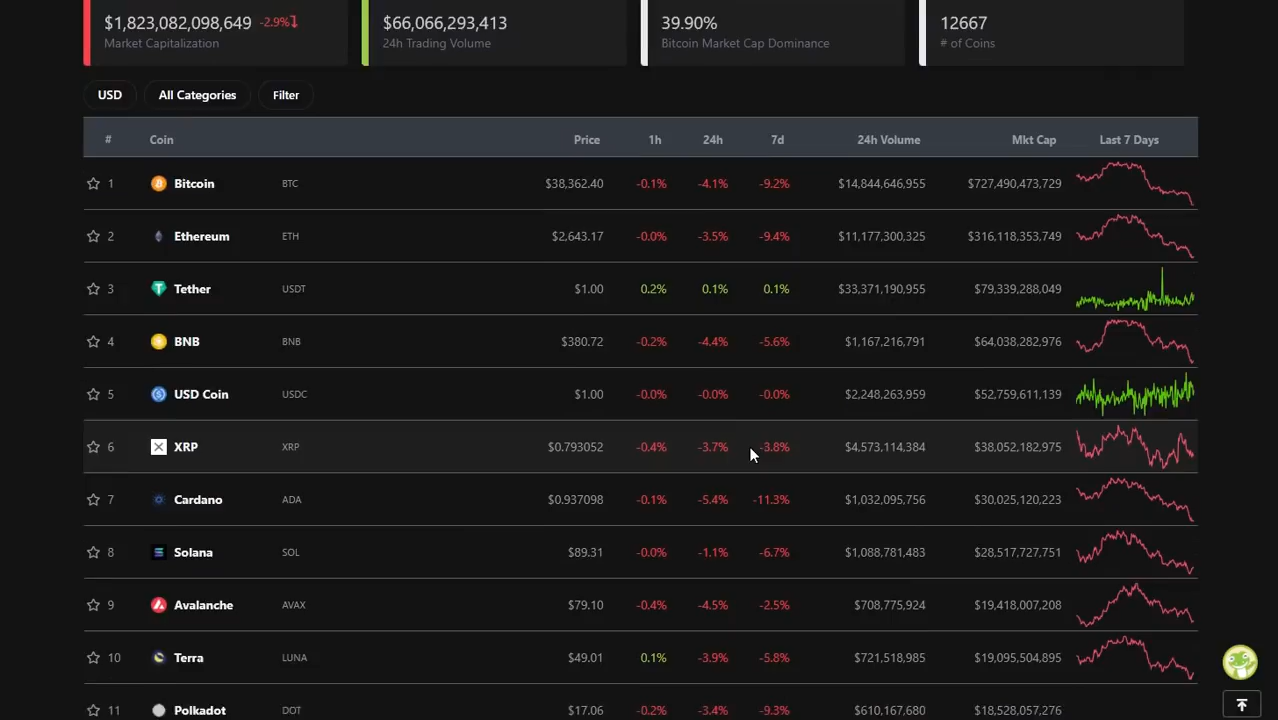 $1,823,082,098,649 -2.9% $66,066,293,413 39.90% 12667
Market Capitalization 24h Trading Volume Bitcoin Market Cap Dominance # of Coins
USD All Categories Filter
# Coin Price 1h 24h 7d 24h Volume Mkt Cap Last 7 Days
1 Bitcoin BTC $38,362.40 -0.1% -4.1% -9.2% $14,844,646,955 $727,490,473,729
2 Ethereum ETH $2,643.17 -0.0% -3.5% -9.4% $11,177,300,325 $316,118,353,749
3 Tether USDT $1.00 0.2% 0.1% 0.1% $33,371,190,955 $79,339,288,049
4 BNB BNB $380.72 -0.2% -4.4% -5.6% $1,167,216,791 $64,038,282,976
5 USD Coin USDC $1.00 -0.0% -0.0% -0.0% $2,248,263,959 $52,759,611,139
6 XRP XRP $0.793052 -0.4% -3.7% -3.8% $4,573,114,384 $38,052,182,975
7 Cardano ADA $0.937098 -0.1% -5.4% -11.3% $1,032,095,756 $30,025,120,223
8 Solana SOL $89.31 -0.0% -1.1% -6.7% $1,088,781,483 $28,517,727,751
9 Avalanche AVAX $79.10 -0.4% -4.5% -2.5% $708,775,924 $19,418,007,208
10 Terra LUNA $49.01 0.1% -3.9% -5.8% $721,518,985 $19,095,504,895
11 Polkadot DOT $17.06 -0.2% -3.4% -9.3% $610,167,680 $18,528,057,276